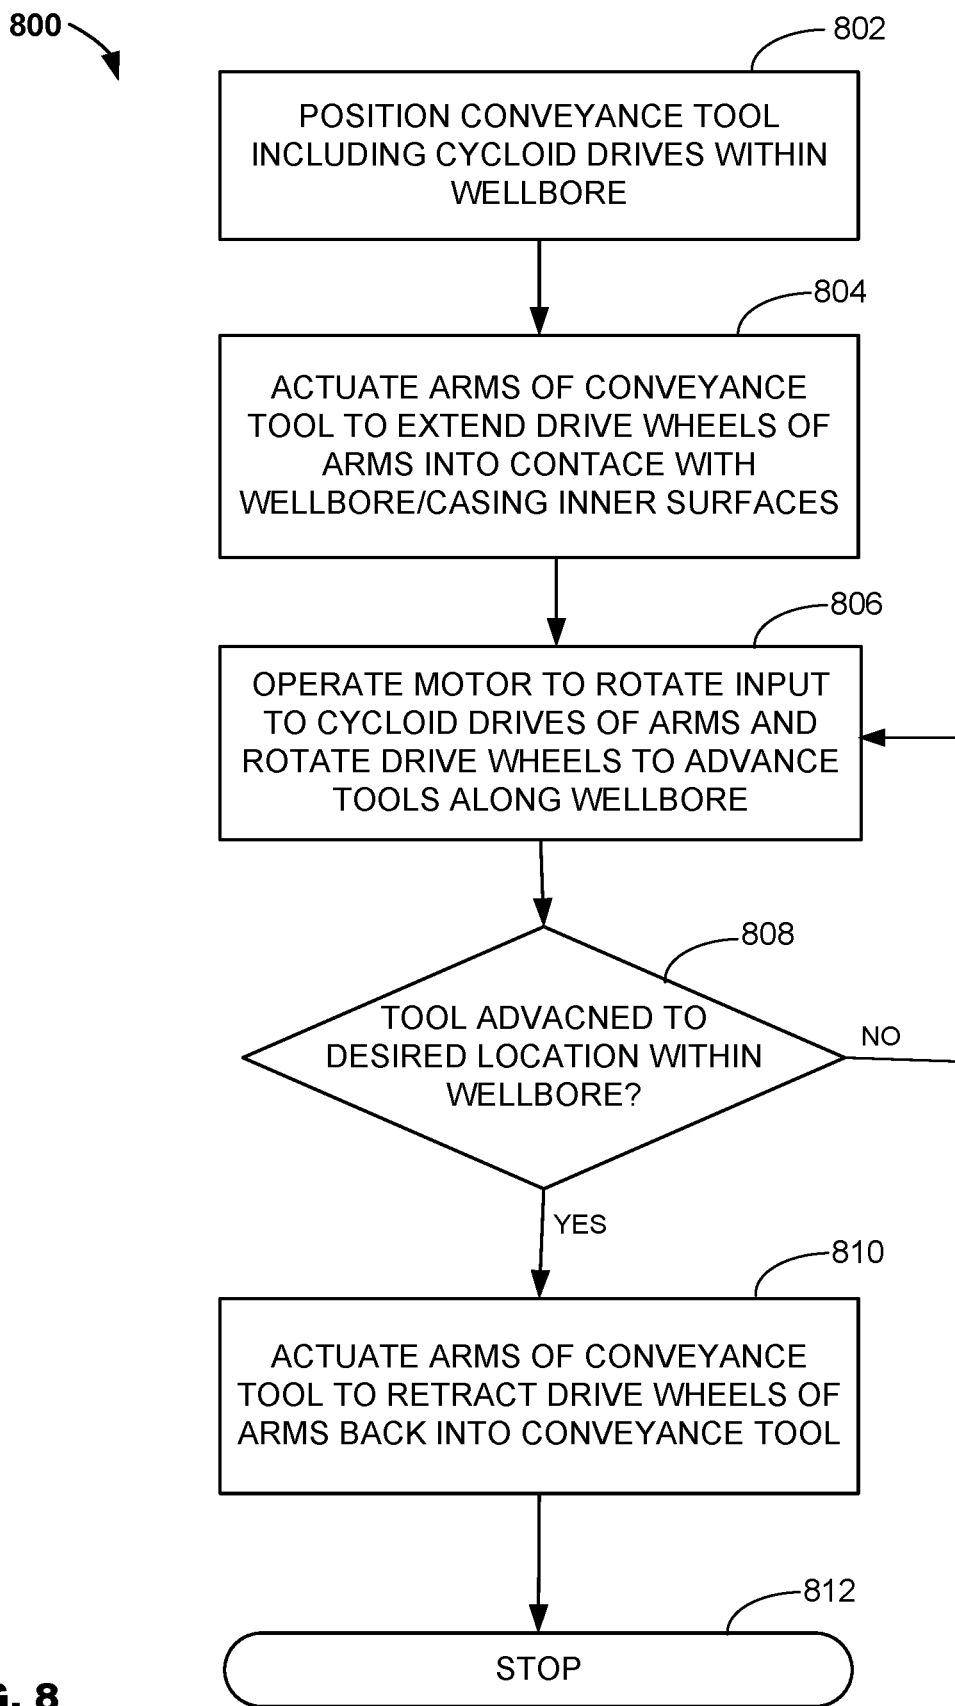 800
802
POSITION CONVEYANCE TOOL
INCLUDING CYCLOID DRIVES WITHIN
WELLBORE
804
ACTUATE ARMS OF CONVEYANCE
TOOL TO EXTEND DRIVE WHEELS OF
ARMS INTO CONTACE WITH
WELLBORE/CASING INNER SURFACES
806
OPERATE MOTOR TO ROTATE INPUT
TO CYCLOID DRIVES OF ARMS AND
ROTATE DRIVE WHEELS TO ADVANCE
TOOLS ALONG WELLBORE
808
TOOL ADVACNED TO
DESIRED LOCATION WITHIN
WELLBORE?
NO
YES
810
ACTUATE ARMS OF CONVEYANCE
TOOL TO RETRACT DRIVE WHEELS OF
ARMS BACK INTO CONVEYANCE TOOL
812
STOP
G. 8